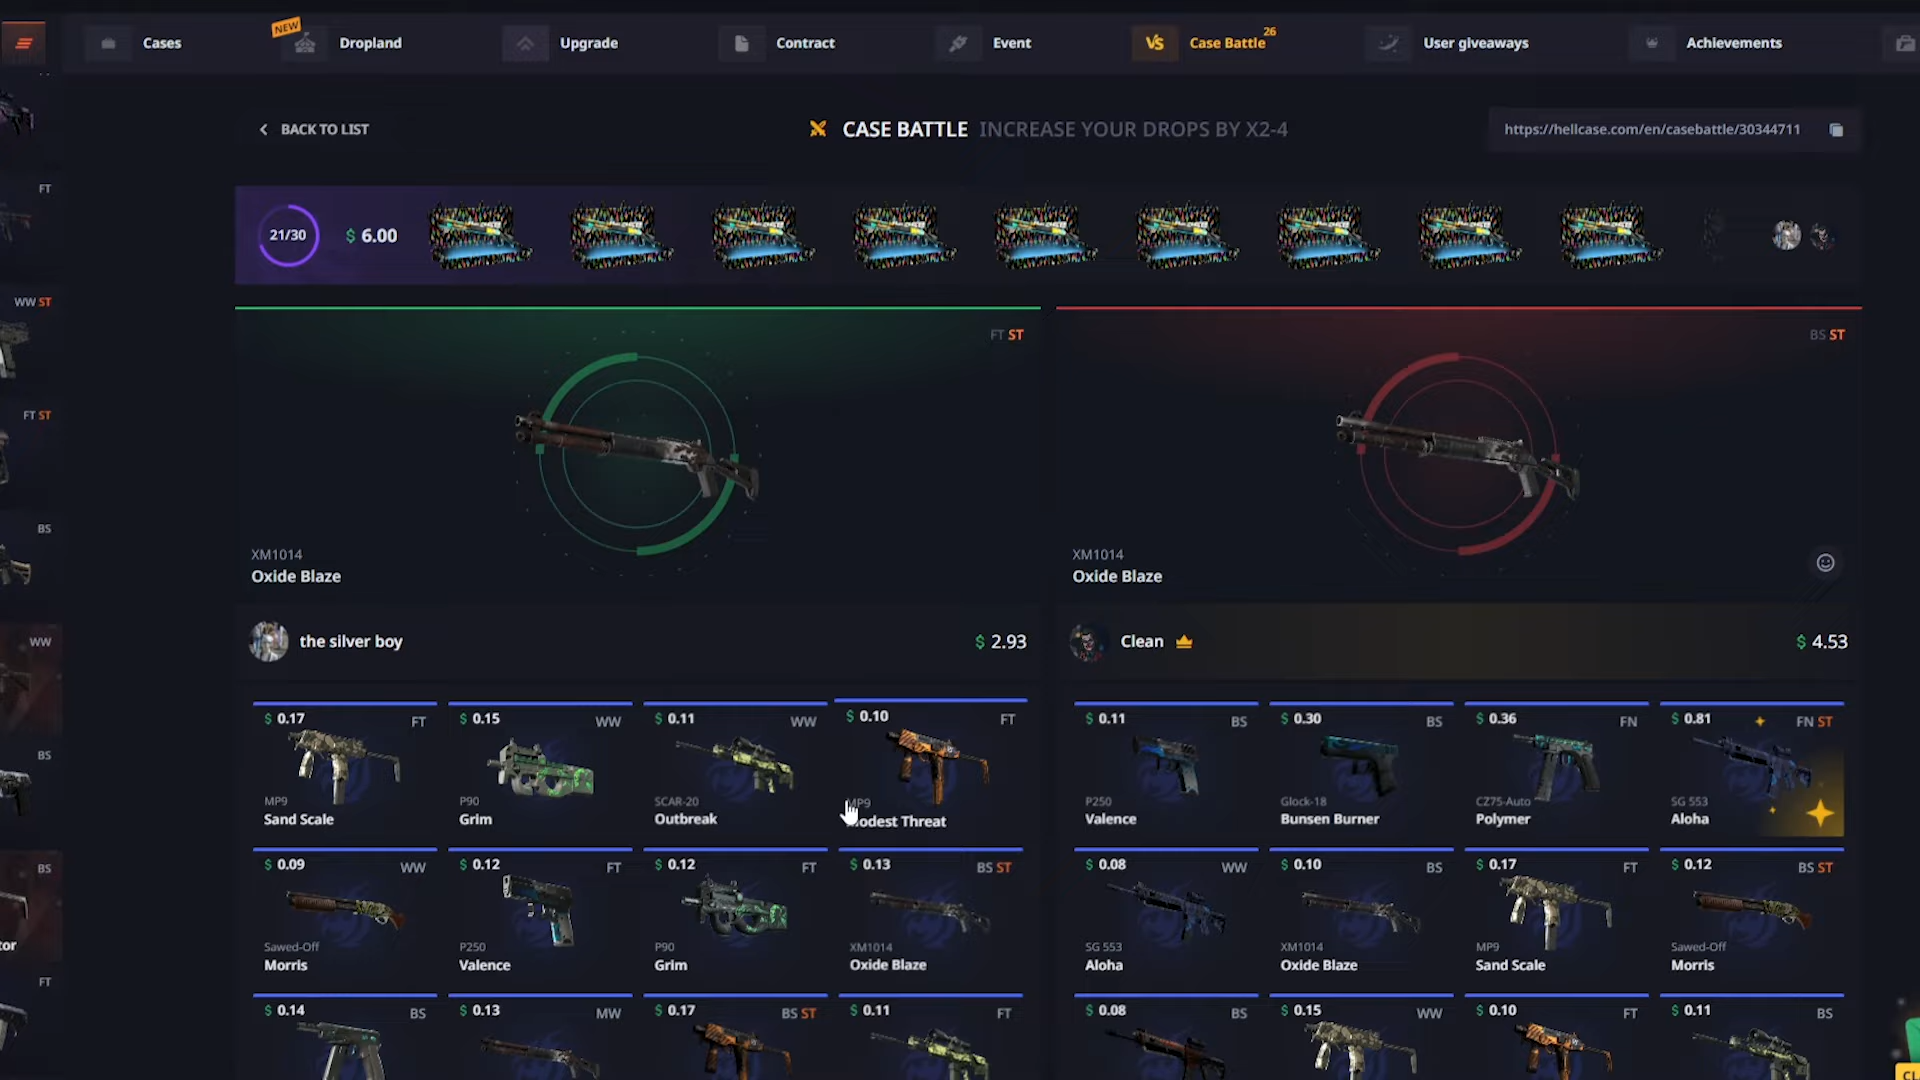 Cases
NEW
Dropland
Upgrade
Contract
Event
VS
Case Battle 26
User giveaways
Achievements
BACK TO LIST
CASE BATTLE INCREASE YOUR DROPS BY X2-4
https://hellcase.com/en/casebattle/30344711
21/30
$ 6.00
FT
WW ST
FT ST
BS
WW
BS
BS
tor
FT
FT ST
XM1014
Oxide Blaze
BS ST
XM1014
Oxide Blaze
the silver boy
$ 2.93
Clean
$ 4.53
$ 0.17 FT
MP9
Sand Scale
$ 0.15 WW
P90
Grim
$ 0.11 WW
SCAR-20
Outbreak
$ 0.10 FT
MP9
Modest Threat
$ 0.11 BS
P250
Valence
$ 0.30 BS
Glock-18
Bunsen Burner
$ 0.36 FN
CZ75-Auto
Polymer
$ 0.81 FN ST
SG 553
Aloha
$ 0.09 WW
Sawed-Off
Morris
$ 0.12 FT
P250
Valence
$ 0.12 FT
P90
Grim
$ 0.13 BS ST
XM1014
Oxide Blaze
$ 0.08 WW
SG 553
Aloha
$ 0.10 BS
XM1014
Oxide Blaze
$ 0.17 FT
MP9
Sand Scale
$ 0.12 BS ST
Sawed-Off
Morris
$ 0.14 BS
$ 0.13 MW
$ 0.17 BS ST
$ 0.11 FT
$ 0.08 BS
$ 0.15 WW
$ 0.10 FT
$ 0.11 BS
CL